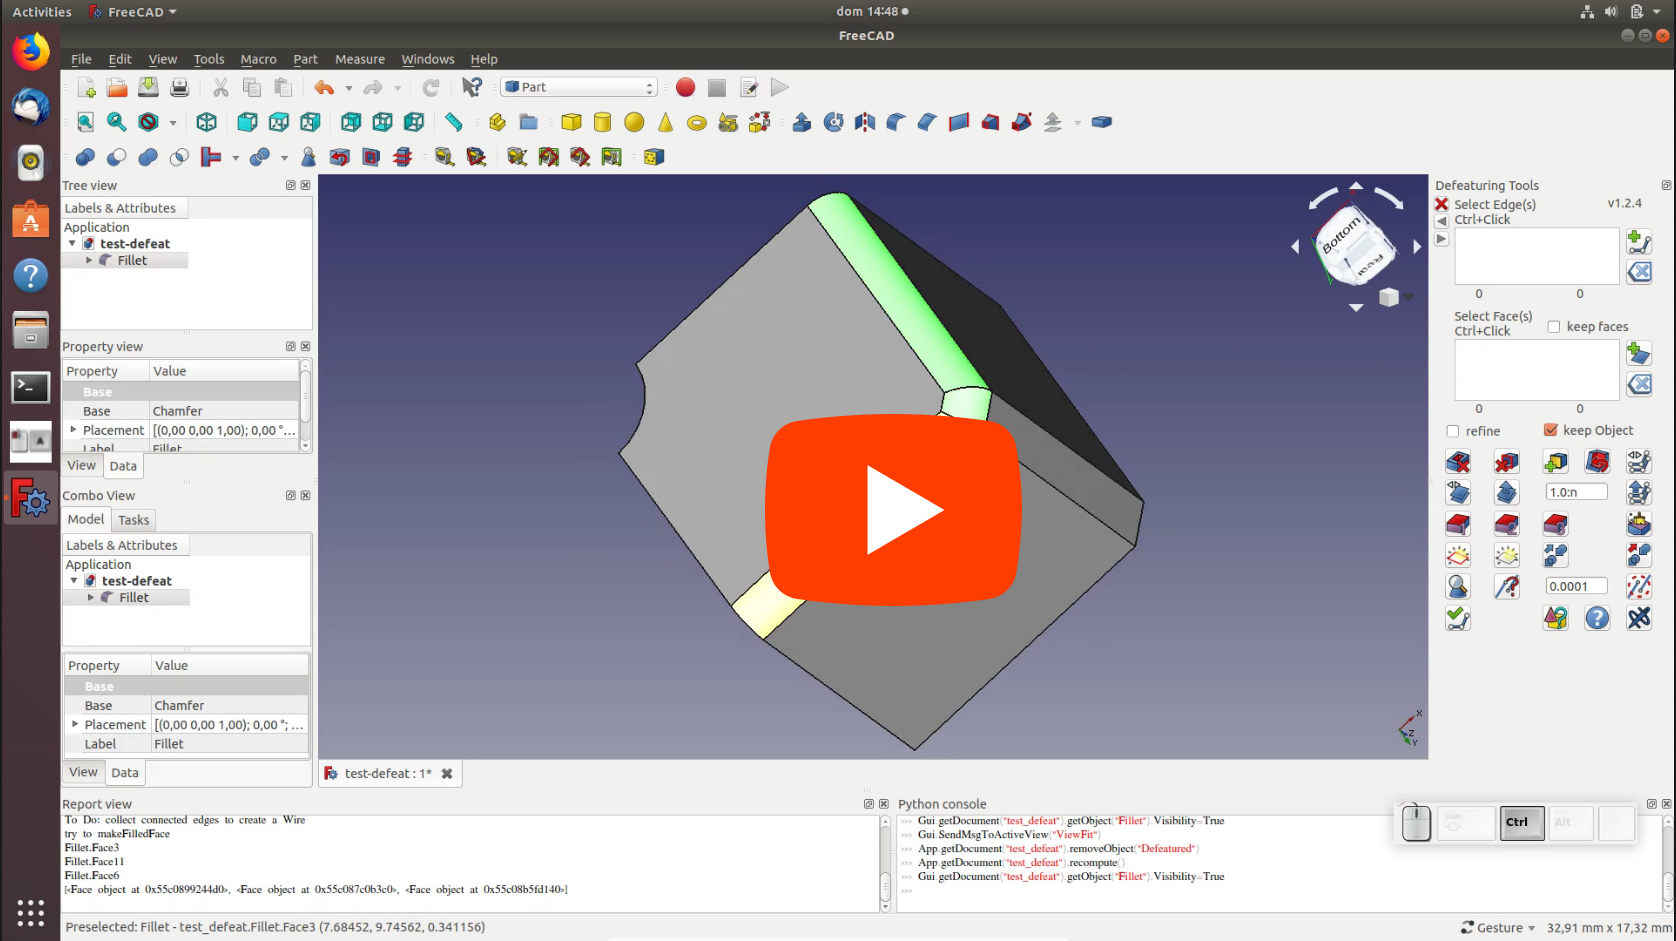 Activities FreeCAD dom 14:48
FreeCAD
File Edit View Tools Macro Part Measure Windows Help
Part
Tree view
Labels & Attributes
Application
test-defeat
Fillet
Property view
Property Value
Base
Base Chamfer
Placement [(0,00 0,00 1,00); 0,00 °...
Label Fillet
View Data
Combo View
Model Tasks
Labels & Attributes
Application
test-defeat
Fillet
Property Value
Base
Base Chamfer
Placement [(0,00 0,00 1,00); 0,00 °; ...
Label Fillet
View Data
Bottom
Rear
X
Z
Y
test-defeat : 1*
Defeaturing Tools
Select Edge(s) v1.2.4
Ctrl+Click
0 0
Select Face(s)
Ctrl+Click keep faces
0 0
refine keep Object
1.0:n
0.0001
Report view
To Do: collect connected edges to create a Wire
try to makeFilledFace
Fillet.Face3
Fillet.Face11
Fillet.Face6
[<Face object at 0x55c0899244d0>, <Face object at 0x55c087c0b3c0>, <Face object at 0x55c08b5fd140>]
Python console
>>> Gui.getDocument("test_defeat").getObject("Fillet").Visibility=True
>>> Gui.SendMsgToActiveView("ViewFit")
>>> App.getDocument("test_defeat").removeObject("Defeatured")
>>> App.getDocument("test_defeat").recompute()
>>> Gui.getDocument("test_defeat").getObject("Fillet").Visibility=True
>>>
Ctrl Alt
Preselected: Fillet - test_defeat.Fillet.Face3 (7.68452, 9.74562, 0.341156)
Gesture 32,91 mm x 17,32 mm